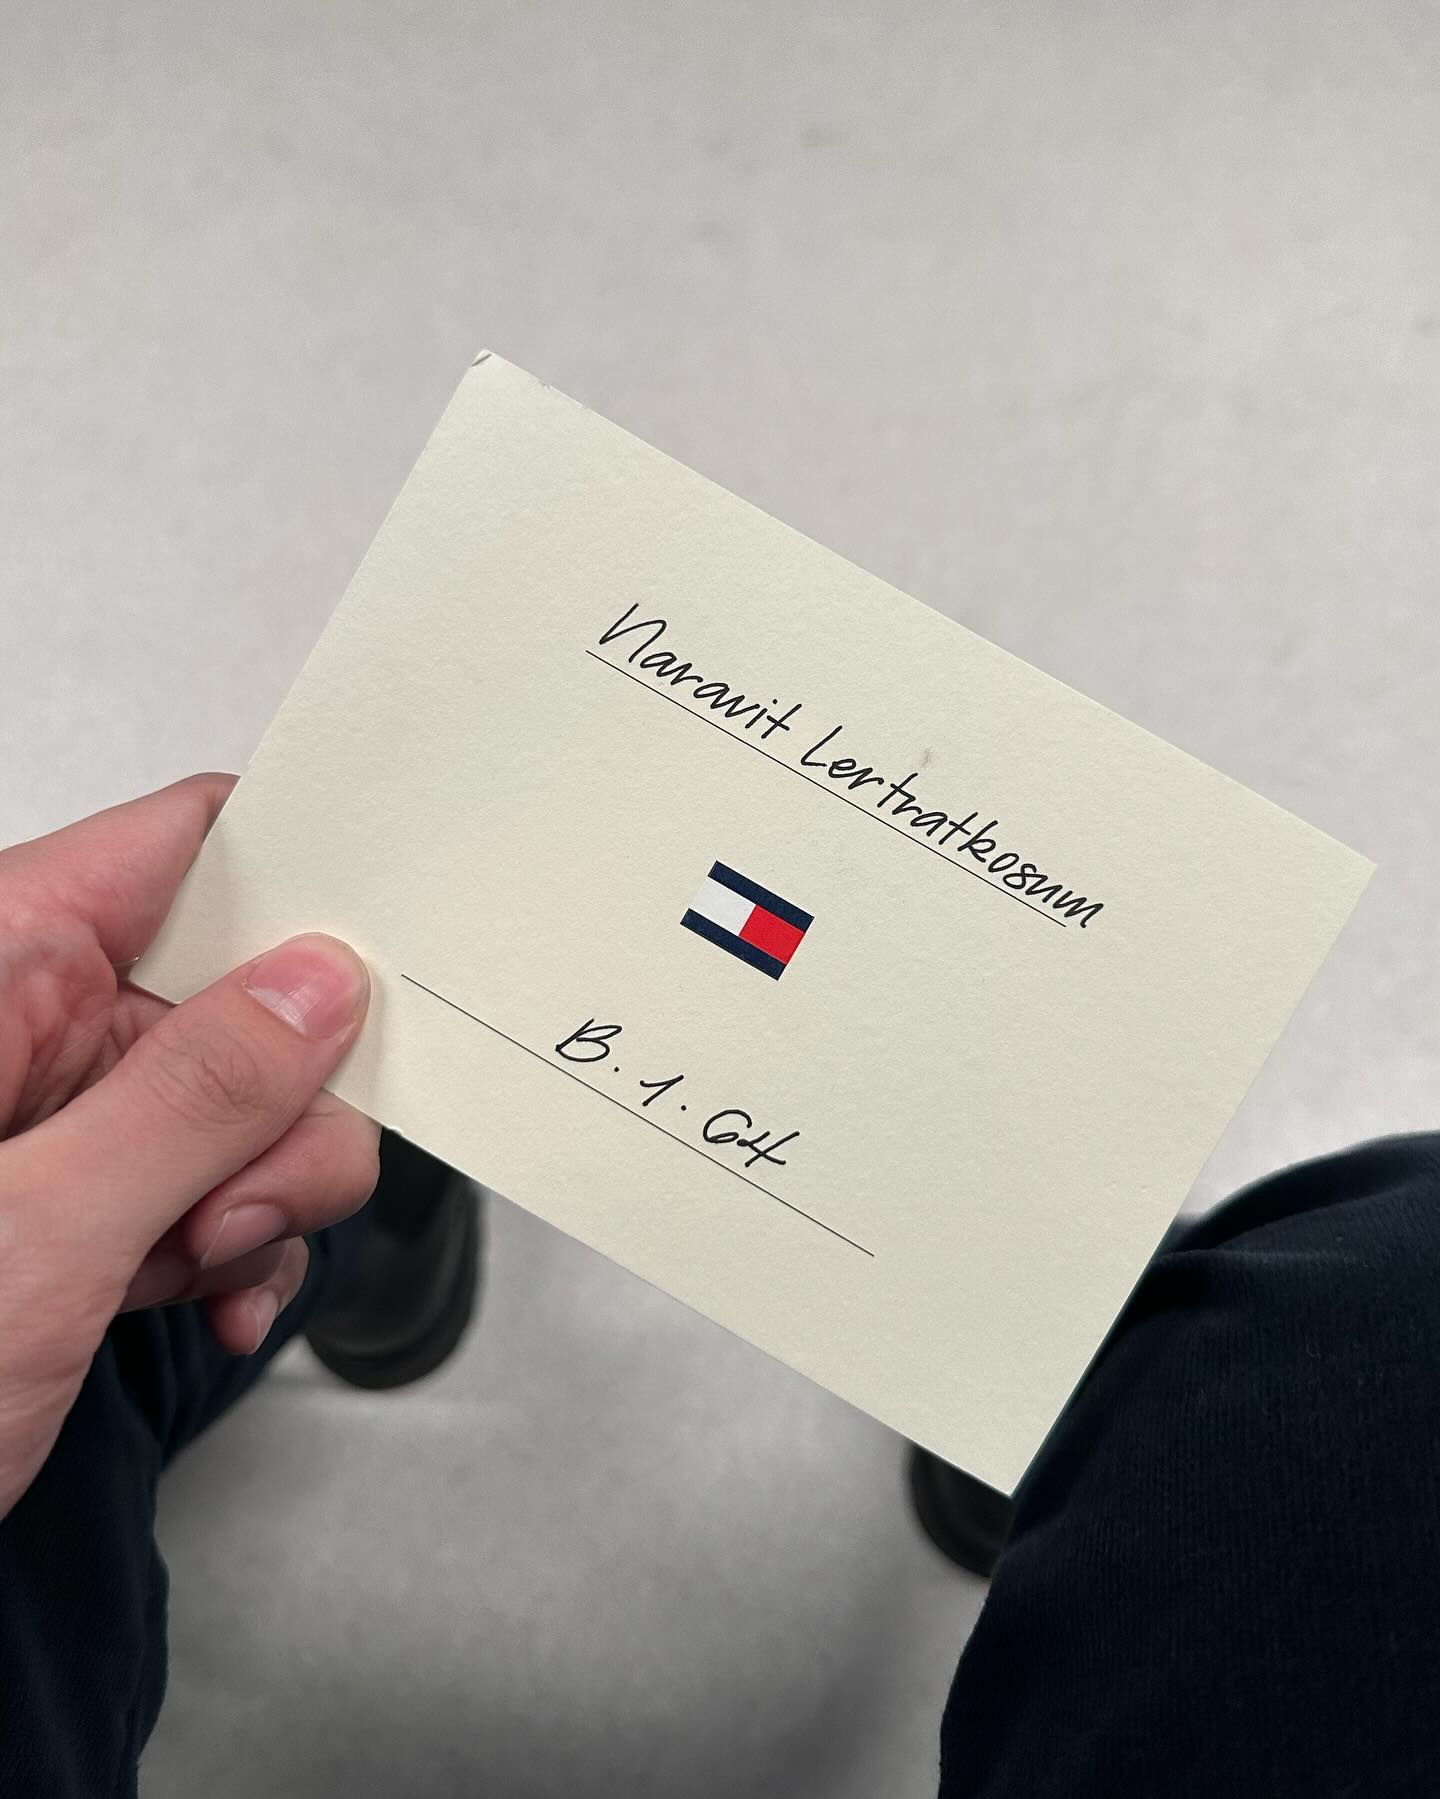 Naravit Lertratkosum
B. 1. 64